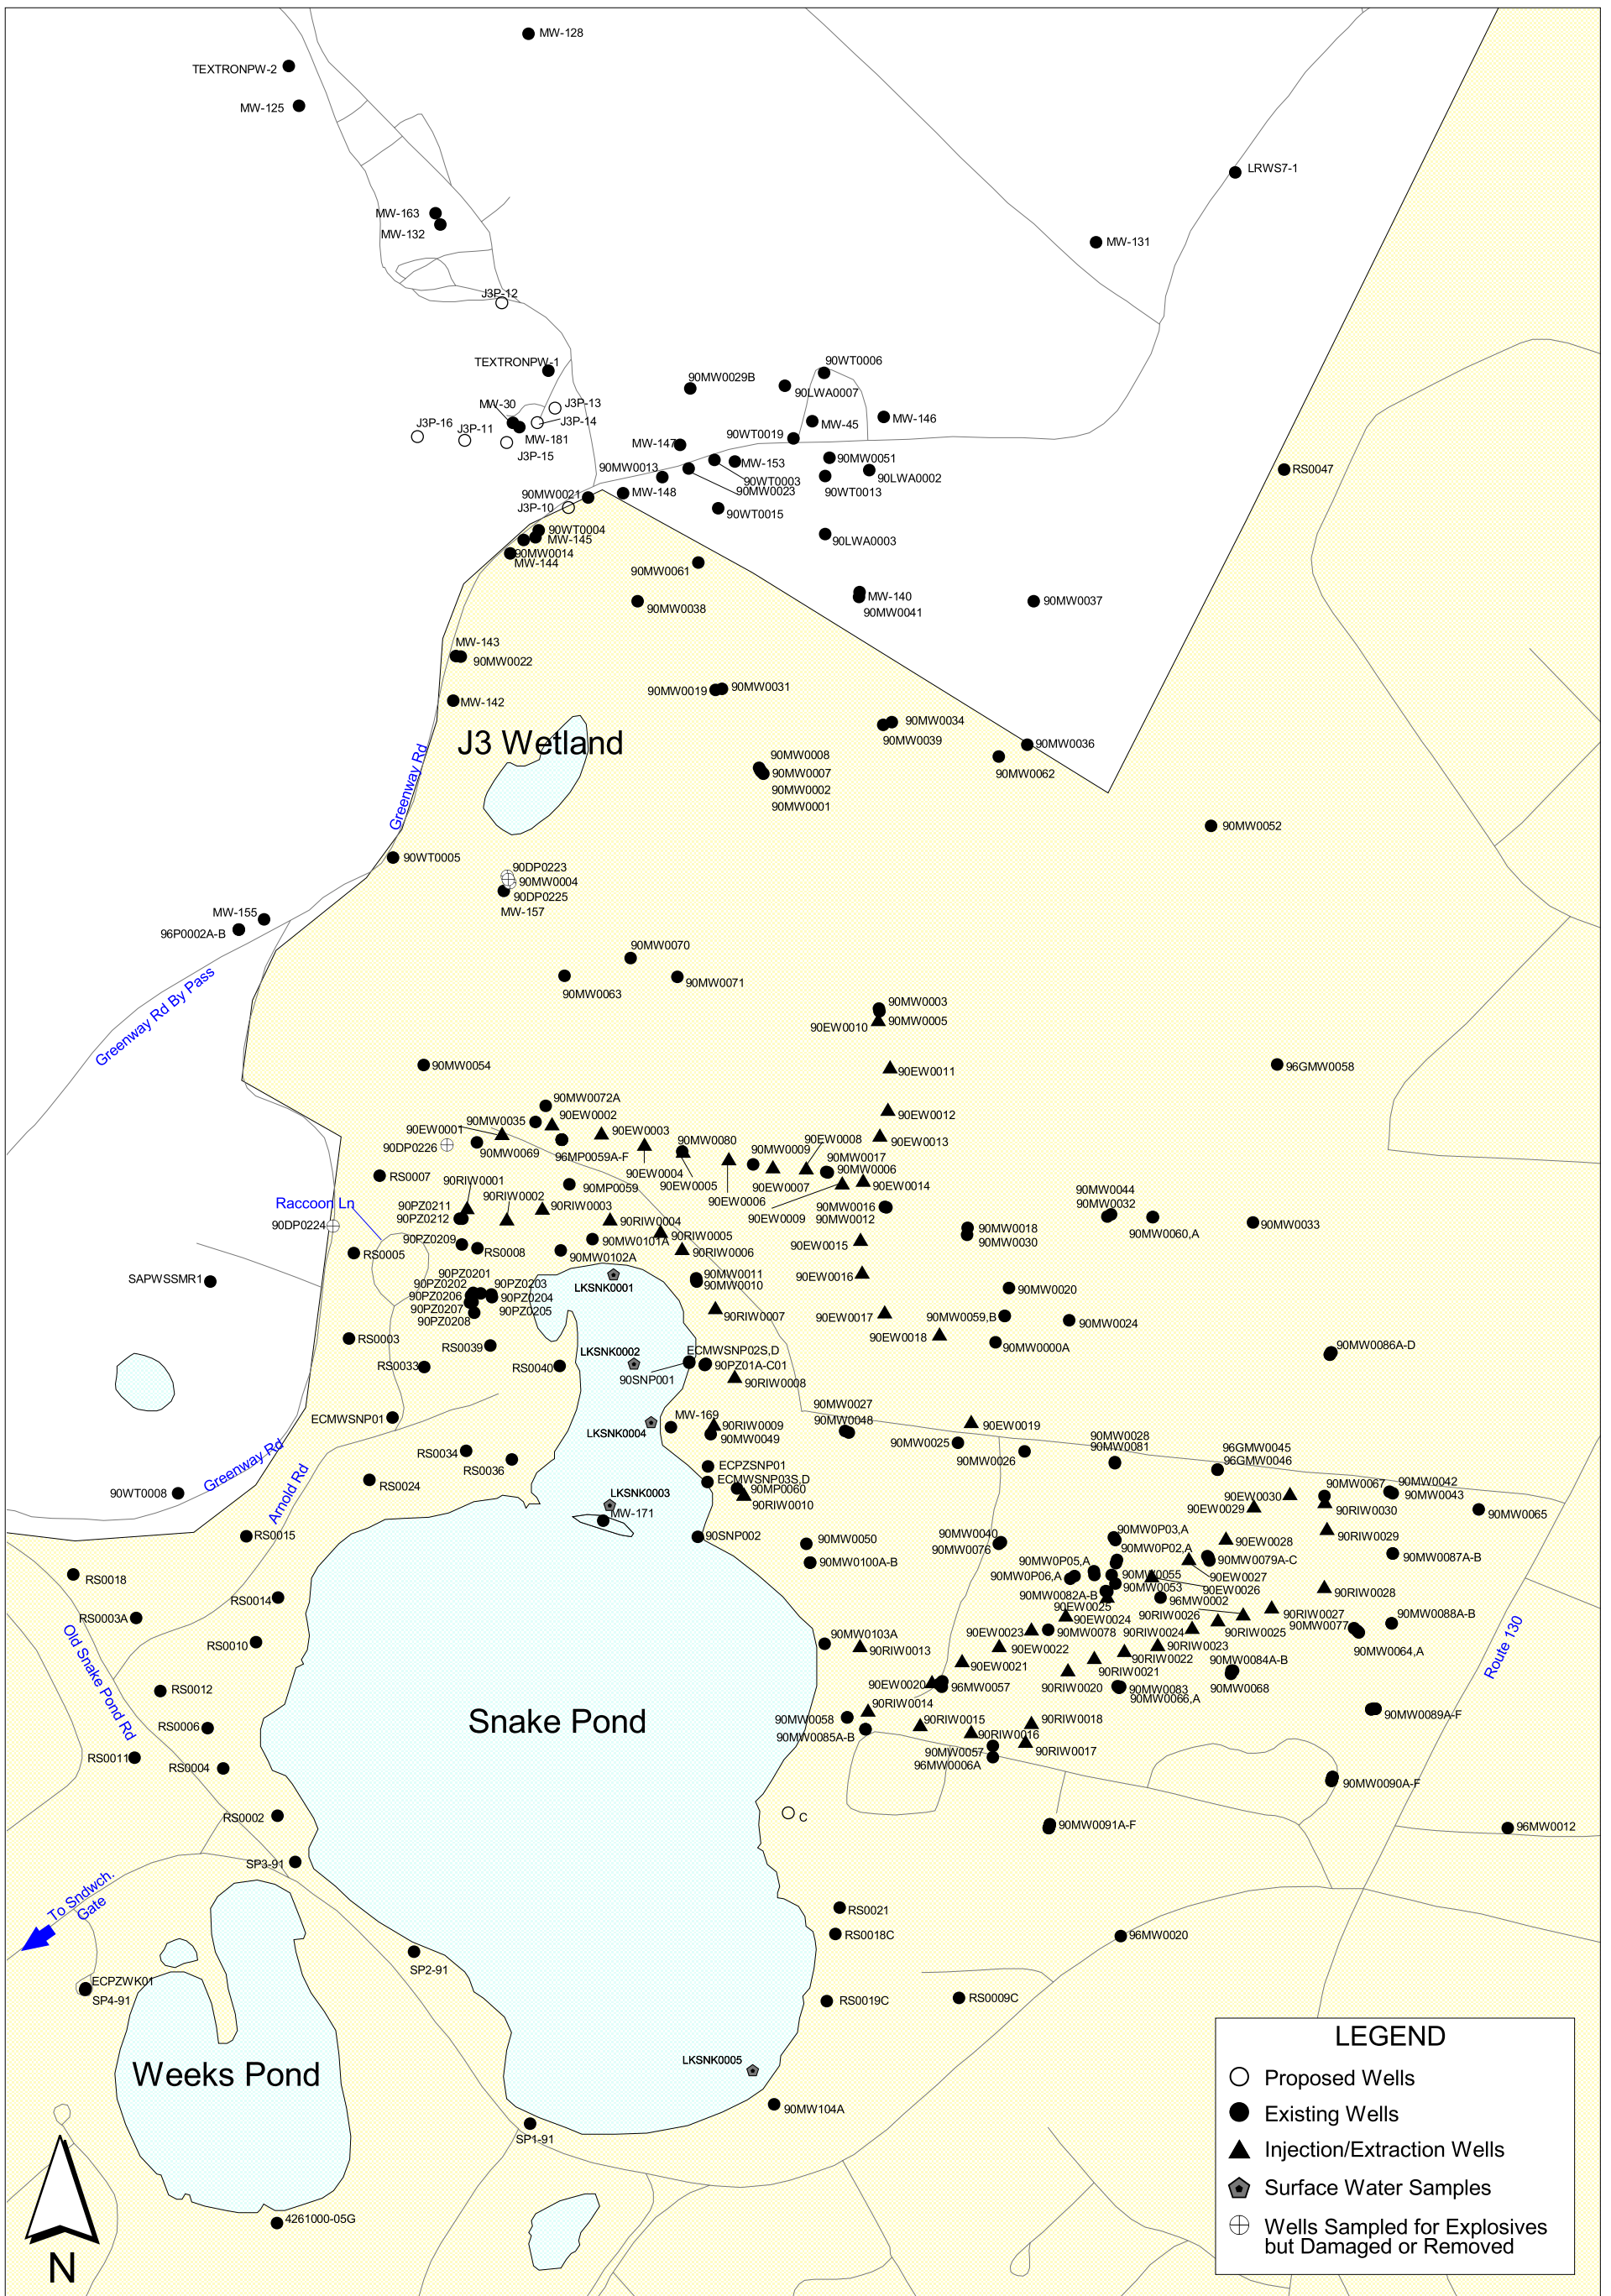 MW-128
TEXTRONPW-2
MW-125
LRWS7-1
MW-163
MW-132
MW-131
J3P-12
TEXTRONPW-1
90WT0006
90MW0029B
90LWA0007
MW-30
J3P-13
J3P-14
J3P-16
J3P-11
MW-181
J3P-15
MW-45
MW-146
90WT0019
MW-147
90MW0013
MW-153
90WT0003
90MW0023
90MW0051
90LWA0002
90WT0013
RS0047
90MW0021
MW-148
J3P-10
90WT0015
90WT0004
MW-145
90MW0014
MW-144
90LWA0003
90MW0061
90MW0038
MW-140
90MW0041
90MW0037
MW-143
90MW0022
90MW0019
90MW0031
MW-142
J3 Wetland
90MW0034
90MW0039
90MW0036
90MW0062
90MW0008
90MW0007
90MW0002
90MW0001
Greenway Rd
90MW0052
90WT0005
90DP0223
90MW0004
90DP0225
MW-157
MW-155
96P0002A-B
90MW0070
90MW0063
90MW0071
Greenway Rd By Pass
90MW0003
90EW0010
90MW0005
90MW0054
90EW0011
96GMW0058
90MW0072A
90MW0035
90EW0002
90EW0012
90EW0001
90EW0003
90EW0013
90DP0226
90MW0069
96MP0059A-F
90MW0080
90MW0009
90EW0008
90EW0004
90EW0005
90EW0006
90EW0007
90MW0017
90MW0006
90EW0014
RS0007
90RIW0001
90MP0059
90RIW0002
90RIW0003
90EW0009
90MW0016
90MW0012
90MW0044
90MW0032
90MW0060,A
90MW0033
Raccoon Ln
90PZ0211
90PZ0212
90DP0224
90RIW0004
90RIW0005
90RIW0006
90MW0018
90MW0030
90PZ0209
RS0008
90MW0101A
90MW0102A
90EW0015
RS0005
SAPWSSMR1
90PZ0201
90PZ0202
90PZ0203
90PZ0206
90PZ0204
90PZ0207
90PZ0205
90PZ0208
LKSNK0001
90MW0011
90MW0010
90EW0016
90MW0020
90RIW0007
90EW0017
90MW0059,B
90MW0024
90EW0018
RS0003
RS0039
90MW0000A
90MW0086A-D
RS0033
RS0040
LKSNK0002
ECMWSNP02S,D
90PZ01A-C01
90SNP001
90RIW0008
ECMWSNP01
MW-169
90RIW0009
90MW0049
LKSNK0004
90MW0027
90MW0048
90EW0019
90MW0025
90MW0026
90MW0028
90MW0081
96GMW0045
96GMW0046
Greenway Rd
Arnold Rd
RS0034
RS0036
RS0024
ECPZSNP01
ECMWSNP03S,D
90MP0060
90RIW0010
90WT0008
LKSNK0003
MW-171
90EW0030
90EW0029
90MW0067
90MW0042
90MW0043
90RIW0030
90MW0065
RS0015
90SNP002
90MW0050
90MW0100A-B
90MW0040
90MW0076
90MW0P03,A
90MW0P02,A
90EW0028
90RIW0029
90MW0087A-B
90MW0P05,A
90MW0P06,A
90MW0055
90MW0053
90MW0079A-C
90EW0027
90EW0026
RS0018
RS0014
RS0003A
90MW0082A-B
90EW0025
96MW0002
90RIW0028
90RIW0026
90RIW0027
90EW0024
90RIW0024
90RIW0025
90MW0077
90MW0088A-B
90MW0064,A
Old Snake Pond Rd
RS0010
90MW0103A
90RIW0013
90EW0023
90MW0078
90EW0022
90RIW0023
90RIW0022
90EW0021
90RIW0021
90RIW0020
90MW0084A-B
90MW0068
Route 130
RS0012
90EW0020
96MW0057
90MW0083
90MW0066,A
RS0006
Snake Pond
90MW0058
90RIW0014
90MW0085A-B
90RIW0015
90RIW0016
90RIW0018
90RIW0017
90MW0089A-F
RS0011
RS0004
90MW0057
96MW0006A
90MW0090A-F
RS0002
C
90MW0091A-F
96MW0012
SP3-91
To Sndwch.
Gate
RS0021
RS0018C
96MW0020
SP2-91
ECPZWK01
SP4-91
RS0019C
RS0009C
Weeks Pond
LKSNK0005
90MW104A
SP1-91
4261000-05G
N
LEGEND
Proposed Wells
Existing Wells
Injection/Extraction Wells
Surface Water Samples
Wells Sampled for Explosives
but Damaged or Removed